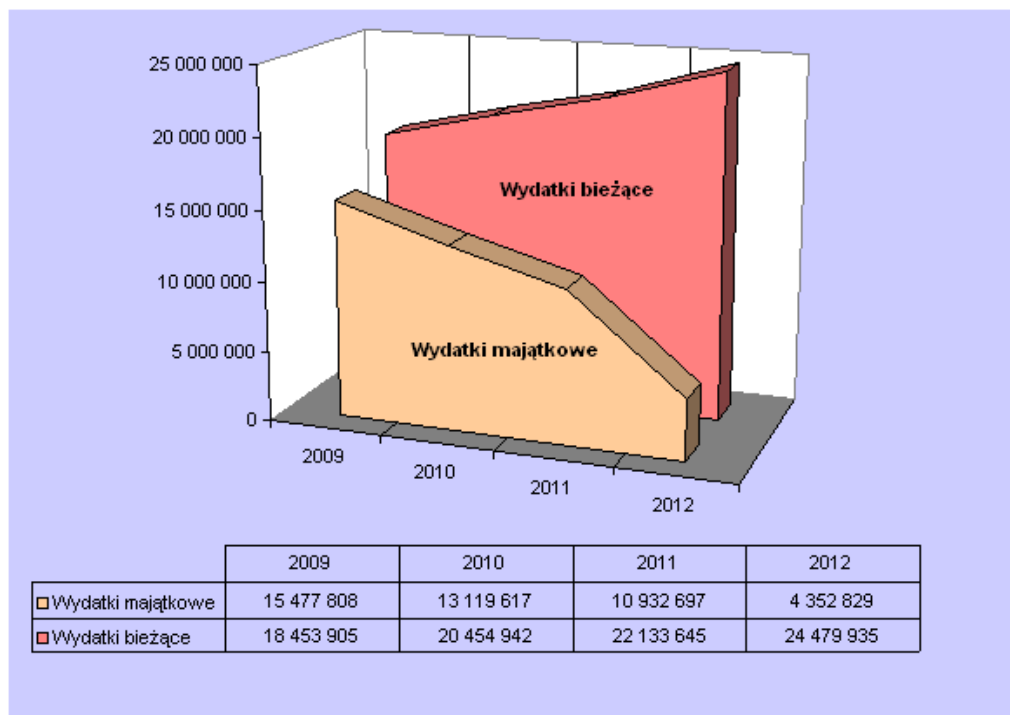 25 000 000
20 000 000
15 000 000
10 000 000
5 000 000
0
Wydatki bieżące
Wydatki majątkowe
2009
2010
2011
2012
2009 2010 2011 2012
Wydatki majątkowe 15 477 808 13 119 617 10 932 697 4 352 829
Wydatki bieżące 18 453 905 20 454 942 22 133 645 24 479 935